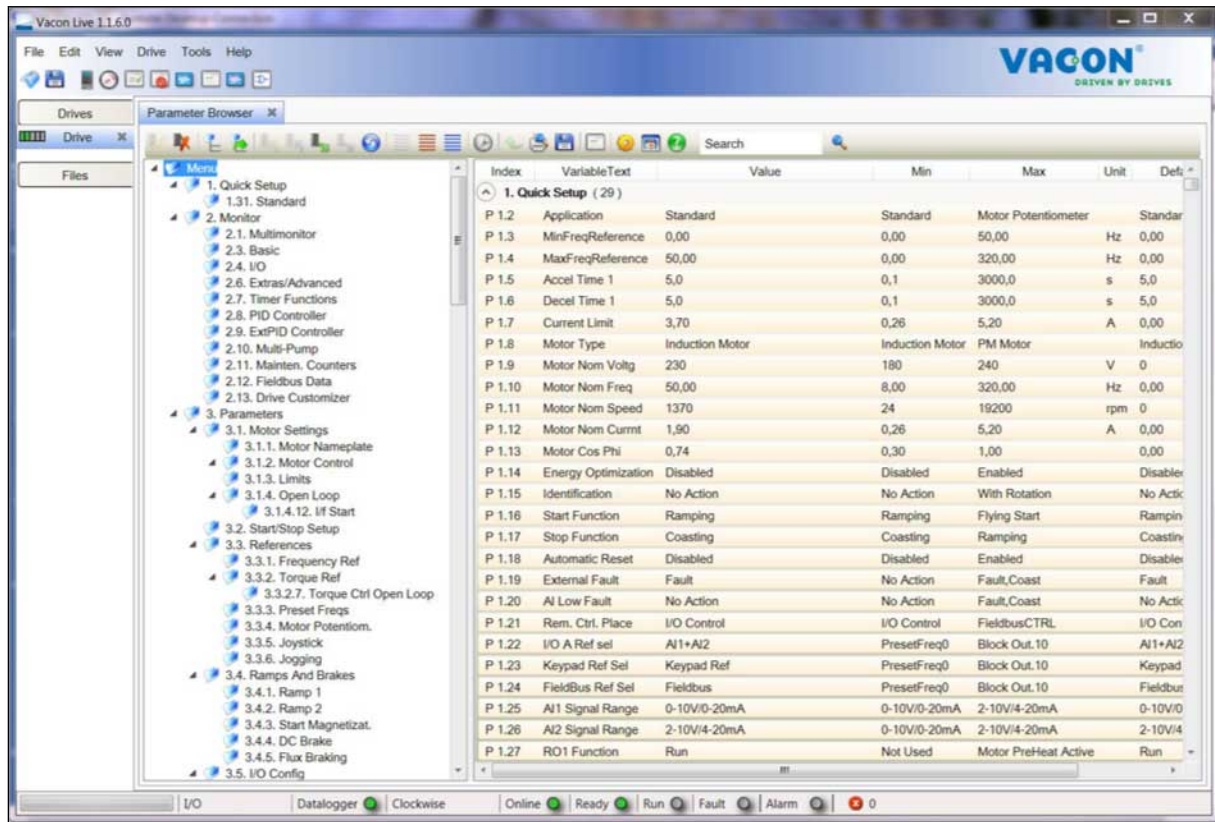 Vacon Live 1.1.6.0
File Edit View Drive Tools Help
VACON®
DRIVEN BY DRIVES
Drives
Drive
Files
Parameter Browser
Search
Menu
1. Quick Setup
1.31. Standard
2. Monitor
2.1. Multimonitor
2.3. Basic
2.4. I/O
2.6. Extras/Advanced
2.7. Timer Functions
2.8. PID Controller
2.9. ExtPID Controller
2.10. Multi-Pump
2.11. Mainten. Counters
2.12. Fieldbus Data
2.13. Drive Customizer
3. Parameters
3.1. Motor Settings
3.1.1. Motor Nameplate
3.1.2. Motor Control
3.1.3. Limits
3.1.4. Open Loop
3.1.4.12. I/f Start
3.2. Start/Stop Setup
3.3. References
3.3.1. Frequency Ref
3.3.2. Torque Ref
3.3.2.7. Torque Ctrl Open Loop
3.3.3. Preset Freqs
3.3.4. Motor Potentiom.
3.3.5. Joystick
3.3.6. Jogging
3.4. Ramps And Brakes
3.4.1. Ramp 1
3.4.2. Ramp 2
3.4.3. Start Magnetizat.
3.4.4. DC Brake
3.4.5. Flux Braking
3.5. I/O Config
Index VariableText Value Min Max Unit Defa
1. Quick Setup (29)
P 1.2 Application Standard Standard Motor Potentiometer Standar
P 1.3 MinFreqReference 0,00 0,00 50,00 Hz 0,00
P 1.4 MaxFreqReference 50,00 0,00 320,00 Hz 0,00
P 1.5 Accel Time 1 5,0 0,1 3000,0 s 5,0
P 1.6 Decel Time 1 5,0 0,1 3000,0 s 5,0
P 1.7 Current Limit 3,70 0,26 5,20 A 0,00
P 1.8 Motor Type Induction Motor Induction Motor PM Motor Inductio
P 1.9 Motor Nom Voltg 230 180 240 V 0
P 1.10 Motor Nom Freq 50,00 8,00 320,00 Hz 0,00
P 1.11 Motor Nom Speed 1370 24 19200 rpm 0
P 1.12 Motor Nom Currnt 1,90 0,26 5,20 A 0,00
P 1.13 Motor Cos Phi 0,74 0,30 1,00 0,00
P 1.14 Energy Optimization Disabled Disabled Enabled Disable
P 1.15 Identification No Action No Action With Rotation No Actic
P 1.16 Start Function Ramping Ramping Flying Start Rampin
P 1.17 Stop Function Coasting Coasting Ramping Coasting
P 1.18 Automatic Reset Disabled Disabled Enabled Disable
P 1.19 External Fault Fault No Action Fault,Coast Fault
P 1.20 AI Low Fault No Action No Action Fault,Coast No Actic
P 1.21 Rem. Ctrl. Place I/O Control I/O Control FieldbusCTRL I/O Con
P 1.22 I/O A Ref sel AI1+AI2 PresetFreq0 Block Out.10 AI1+AI2
P 1.23 Keypad Ref Sel Keypad Ref PresetFreq0 Block Out.10 Keypad
P 1.24 FieldBus Ref Sel Fieldbus PresetFreq0 Block Out.10 Fieldbus
P 1.25 AI1 Signal Range 0-10V/0-20mA 0-10V/0-20mA 2-10V/4-20mA 0-10V/0
P 1.26 AI2 Signal Range 2-10V/4-20mA 0-10V/0-20mA 2-10V/4-20mA 2-10V/4
P 1.27 RO1 Function Run Not Used Motor PreHeat Active Run
I/O Datalogger Clockwise Online Ready Run Fault Alarm 0